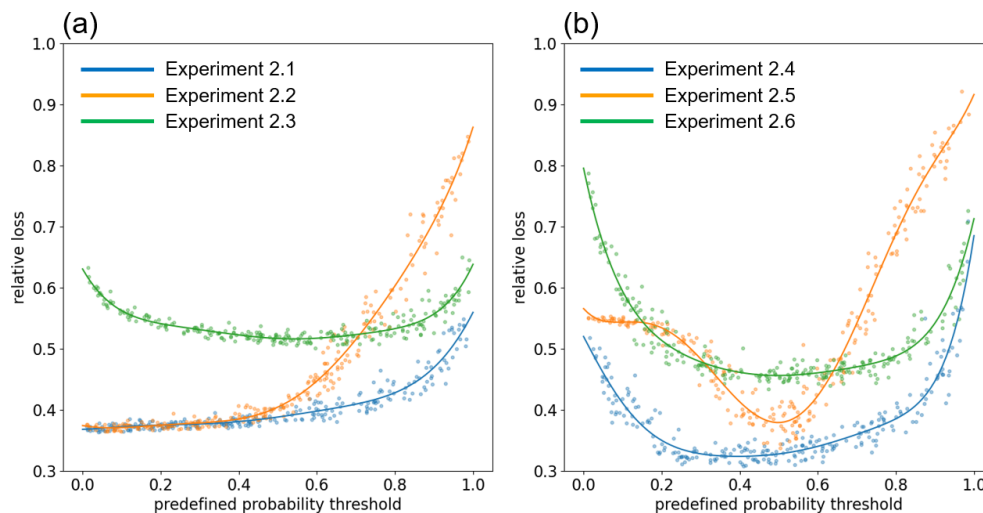 (a)
1.0
0.9
0.8
0.7
0.6
0.5
0.4
0.3
relative loss
Experiment 2.1
Experiment 2.2
Experiment 2.3
0.0 0.2 0.4 0.6 0.8 1.0
predefined probability threshold
(b)
1.0
0.9
0.8
0.7
0.6
0.5
0.4
0.3
relative loss
Experiment 2.4
Experiment 2.5
Experiment 2.6
0.0 0.2 0.4 0.6 0.8 1.0
predefined probability threshold